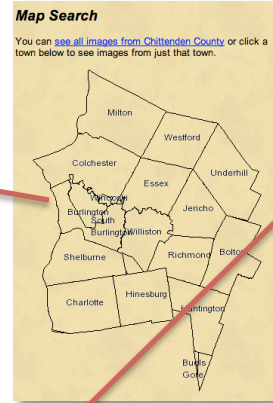 Map Search
You can see all images from Chittenden County or click a
town below to see images from just that town.
Milton
Westford
Underhill
Colchester
Essex
Winooski
Jericho
Burlington
South
Burlington
Williston
Shelburne
Richmond
Bolton
Hinesburg
Charlotte
Huntington
Buels
Gore